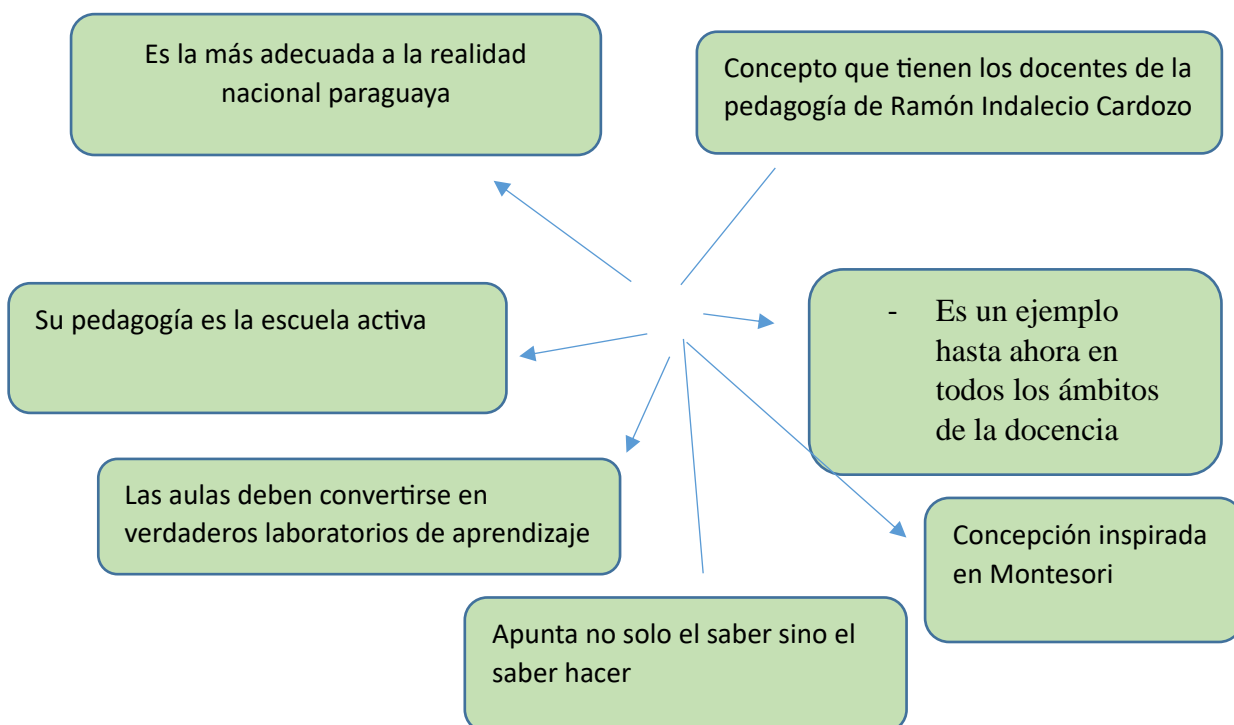 Es la más adecuada a la realidad
nacional paraguaya
Concepto que tienen los docentes de la
pedagogía de Ramón Indalecio Cardozo
Su pedagogía es la escuela activa
- Es un ejemplo
hasta ahora en
todos los ámbitos
de la docencia
Las aulas deben convertirse en
verdaderos laboratorios de aprendizaje
Concepción inspirada
en Montesori
Apunta no solo el saber sino el
saber hacer